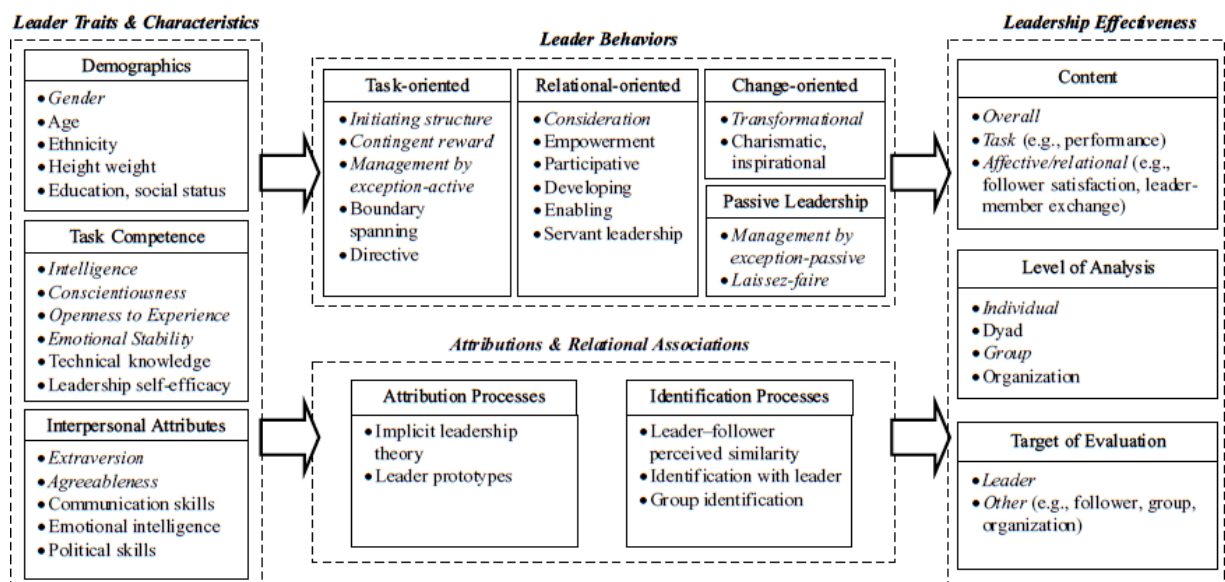 Leader Traits & Characteristics
Demographics
• Gender
• Age
• Ethnicity
• Height weight
• Education, social status
Task Competence
• Intelligence
• Conscientiousness
• Openness to Experience
• Emotional Stability
• Technical knowledge
• Leadership self-efficacy
Interpersonal Attributes
• Extraversion
• Agreeableness
• Communication skills
• Emotional intelligence
• Political skills
Leader Behaviors
Task-oriented
• Initiating structure
• Contingent reward
• Management by
exception-active
• Boundary
spanning
• Directive
Relational-oriented
• Consideration
• Empowerment
• Participative
• Developing
• Enabling
• Servant leadership
Change-oriented
• Transformational
• Charismatic,
inspirational
Passive Leadership
• Management by
exception-passive
• Laissez-faire
Attributions & Relational Associations
Attribution Processes
• Implicit leadership
theory
• Leader prototypes
Identification Processes
• Leader–follower
perceived similarity
• Identification with leader
• Group identification
Leadership Effectiveness
Content
• Overall
• Task (e.g., performance)
• Affective/relational (e.g.,
follower satisfaction, leader-
member exchange)
Level of Analysis
• Individual
• Dyad
• Group
• Organization
Target of Evaluation
• Leader
• Other (e.g., follower, group,
organization)